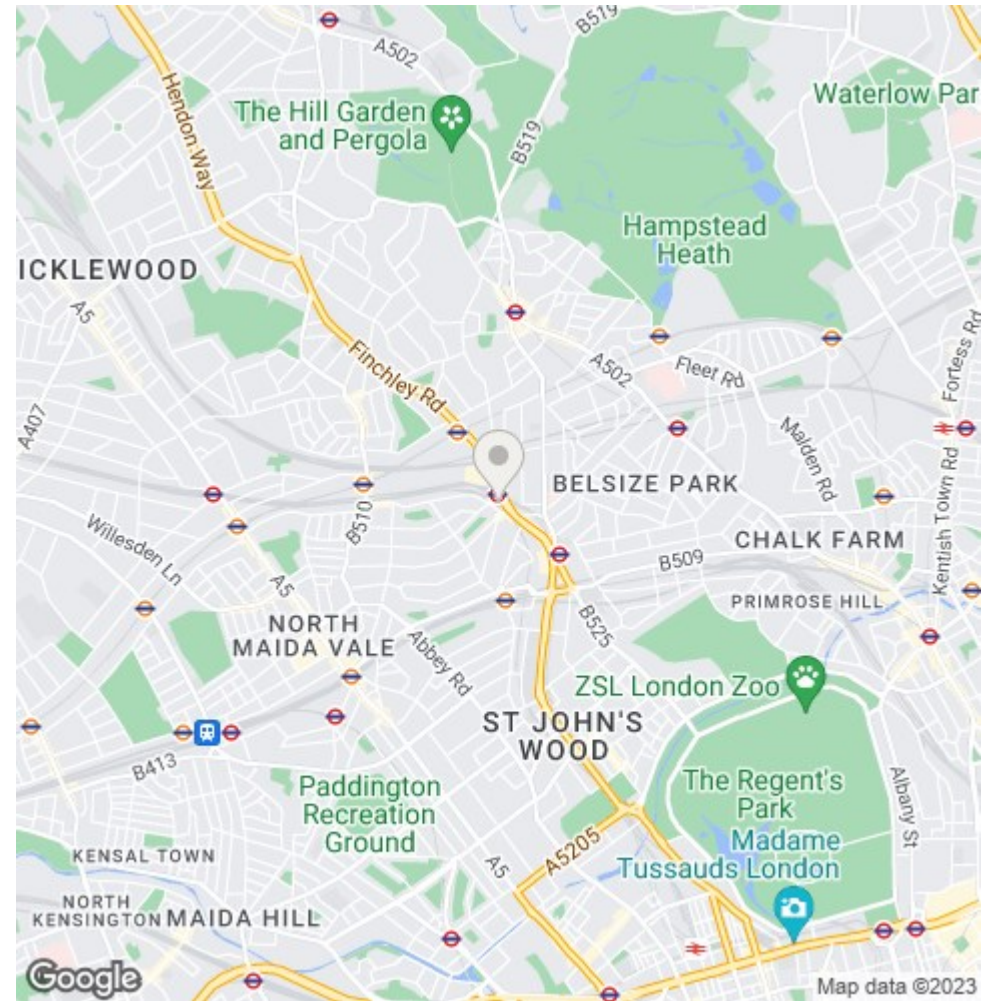 B519
A502
Hendon Way
The Hill Garden
and Pergola
B519
Waterlow Par
Hampstead
Heath
ICKLEWOOD
A5
Finchley Rd
A502
Fleet Rd
Fortess Rd
A407
Malden Rd
BELSIZE PARK
B510
Willesden Ln
Kentish Town Rd
CHALK FARM
B509
A5
PRIMROSE HILL
NORTH
MAIDA VALE
Abbey Rd
B525
ZSL London Zoo
ST JOHN'S
WOOD
B413
Paddington
Recreation
Ground
The Regent's
Park
Albany St
Madame
Tussauds London
A5205
KENSAL TOWN
A5
NORTH
KENSINGTON
MAIDA HILL
Google
Map data ©2023